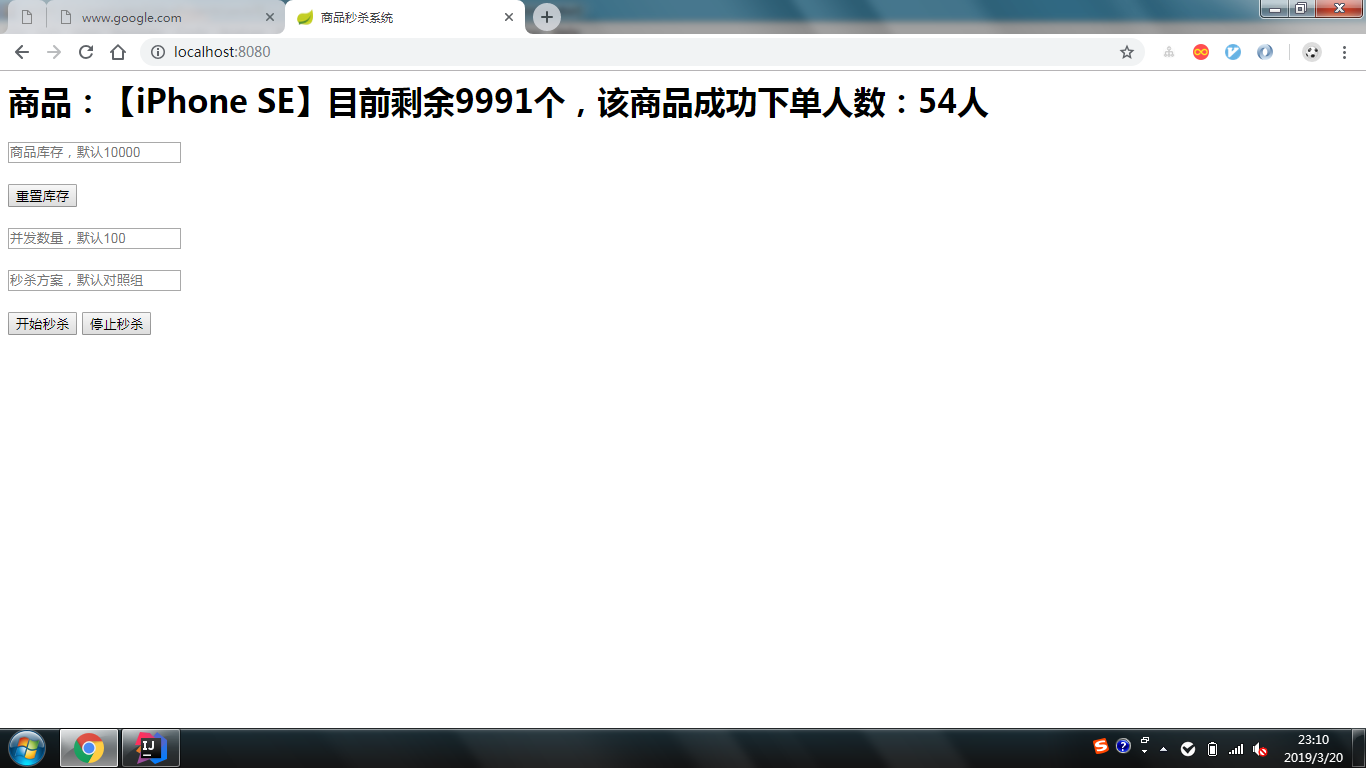 www.google.com
商品秒杀系统
localhost:8080
商品：【iPhone SE】目前剩余9991个，该商品成功下单人数：54人
商品库存，默认10000
重置库存
并发数量，默认100
秒杀方案，默认对照组
开始秒杀 停止秒杀
IJ
23:10
2019/3/20